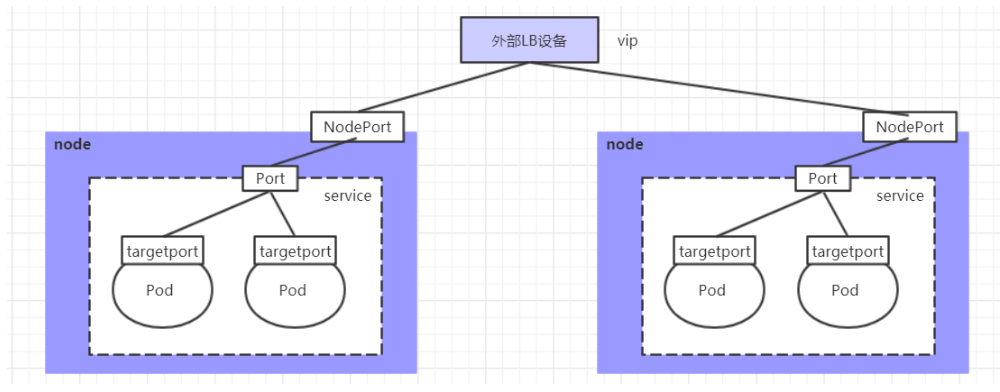 外部LB设备
vip
NodePort
node
Port
service
targetport
targetport
Pod
Pod
NodePort
node
Port
service
targetport
targetport
Pod
Pod